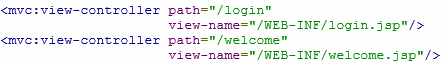 <mvc:view-controller path="/login"
view-name="/WEB-INF/login.jsp"/>
<mvc:view-controller path="/welcome"
view-name="/WEB-INF/welcome.jsp"/>